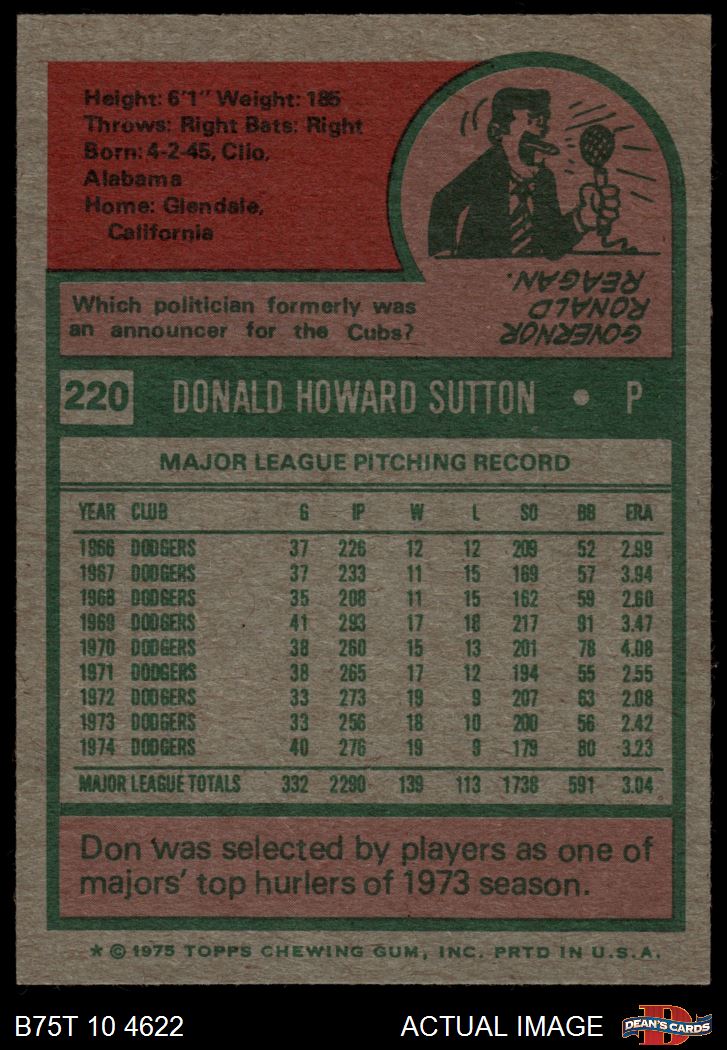 Height: 6'1" Weight: 185
Throws: Right Bats: Right
Born: 4-2-45, Clio,
Alabama
Home: Glendale,
California
Which politician formerly was
an announcer for the Cubs?
GOVERNOR
RONALD
REAGAN.
220 DONALD HOWARD SUTTON • P
MAJOR LEAGUE PITCHING RECORD
YEAR CLUB G IP W L SO BB ERA
1966 DODGERS 37 226 12 12 209 52 2.99
1967 DODGERS 37 233 11 15 169 57 3.94
1968 DODGERS 35 208 11 15 162 59 2.60
1969 DODGERS 41 293 17 18 217 91 3.47
1970 DODGERS 38 260 15 13 201 78 4.08
1971 DODGERS 38 265 17 12 194 55 2.55
1972 DODGERS 33 273 19 9 207 63 2.08
1973 DODGERS 33 256 18 10 200 56 2.42
1974 DODGERS 40 276 19 9 179 80 3.23
MAJOR LEAGUE TOTALS 332 2290 139 113 1738 591 3.04
Don was selected by players as one of
majors' top hurlers of 1973 season.
* © 1975 TOPPS CHEWING GUM, INC. PRTD IN U.S.A.
B75T 10 4622 ACTUAL IMAGE
D
DEAN'S CARDS